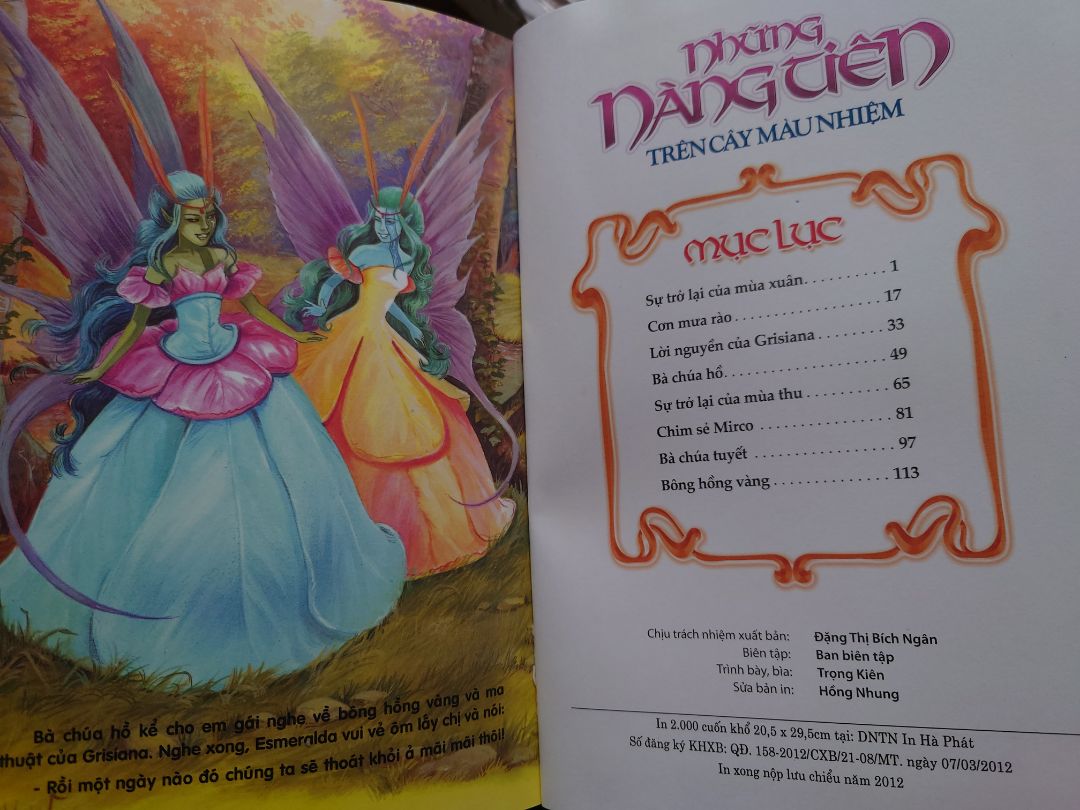 Bà chúa hồ kể cho em gái nghe về bông hồng vàng và ma
thuật của Grisiana. Nghe xong, Esmeralda vui vẻ ôm lấy chị và nói:
- Rồi một ngày nào đó chúng ta sẽ thoát khỏi ả mãi mãi thôi!
Những
NÀNG TIÊN
TRÊN CÂY MÀU NHIỆM
MỤC LỤC
Sự trở lại của mùa xuân. . . . . . . . . 1
Cơn mưa rào . . . . . . . . . . . . . . . . 17
Lời nguyền của Grisiana . . . . . . . 33
Bà chúa hồ. . . . . . . . . . . . . . . . . 49
Sự trở lại của mùa thu . . . . . . . . 65
Chim sẻ Mirco . . . . . . . . . . . . . . 81
Bà chúa tuyết . . . . . . . . . . . . . . 97
Bông hồng vàng . . . . . . . . . . . . 113
Chịu trách nhiệm xuất bản: Đặng Thị Bích Ngân
Biên tập: Ban biên tập
Trình bày, bìa: Trọng Kiên
Sửa bản in: Hồng Nhung
In 2.000 cuốn khổ 20,5 x 29,5cm tại: DNTN In Hà Phát
Số đăng ký KHXB: QĐ. 158-2012/CXB/21-08/MT. ngày 07/03/2012
In xong nộp lưu chiểu năm 2012